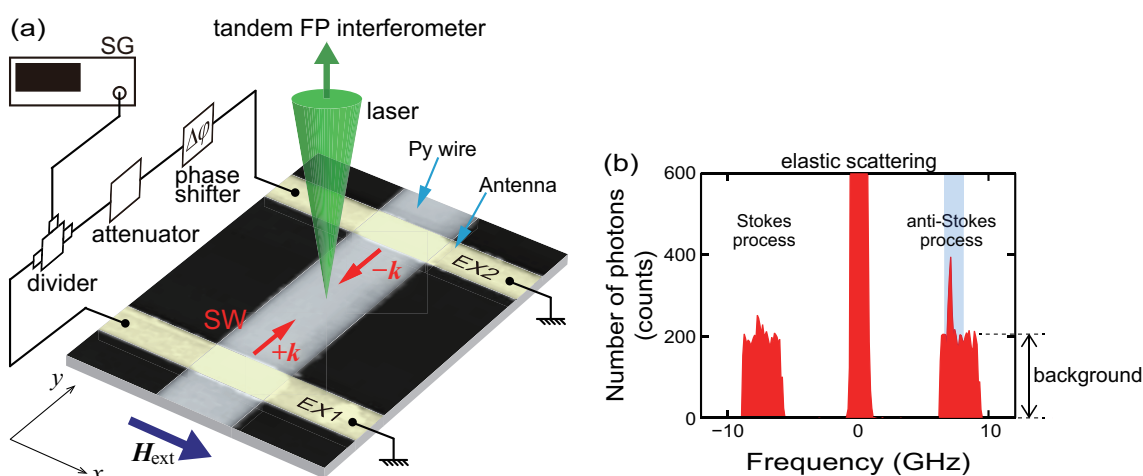 (a)
SG
tandem FP interferometer
laser
Δφ
phase
shifter
Py wire
Antenna
attenuator
divider
EX2
−k
SW
+k
EX1
y
x
Hext
(b)
elastic scattering
Number of photons
(counts)
600
400
200
0
Stokes
process
anti-Stokes
process
background
−10
0
10
Frequency (GHz)